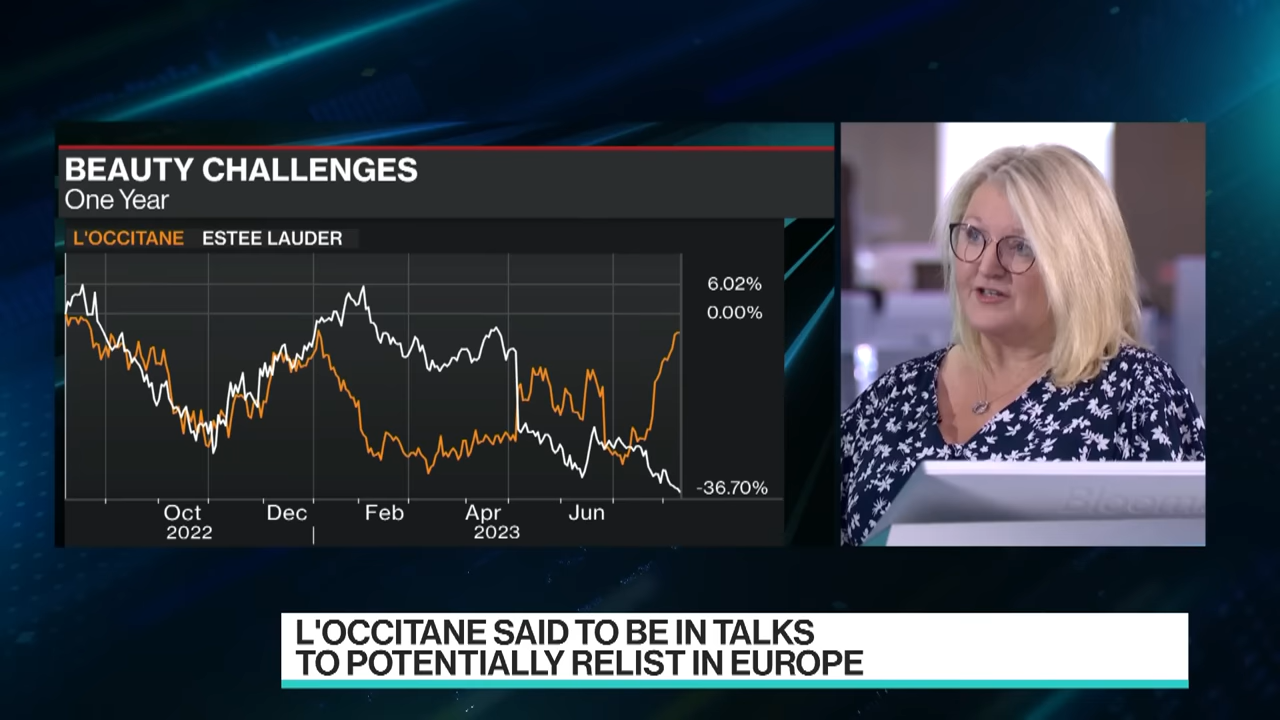 BEAUTY CHALLENGES
One Year
L'OCCITANE ESTEE LAUDER
6.02%
0.00%
-36.70%
Oct Dec Feb Apr Jun
2022 2023
L'OCCITANE SAID TO BE IN TALKS
TO POTENTIALLY RELIST IN EUROPE